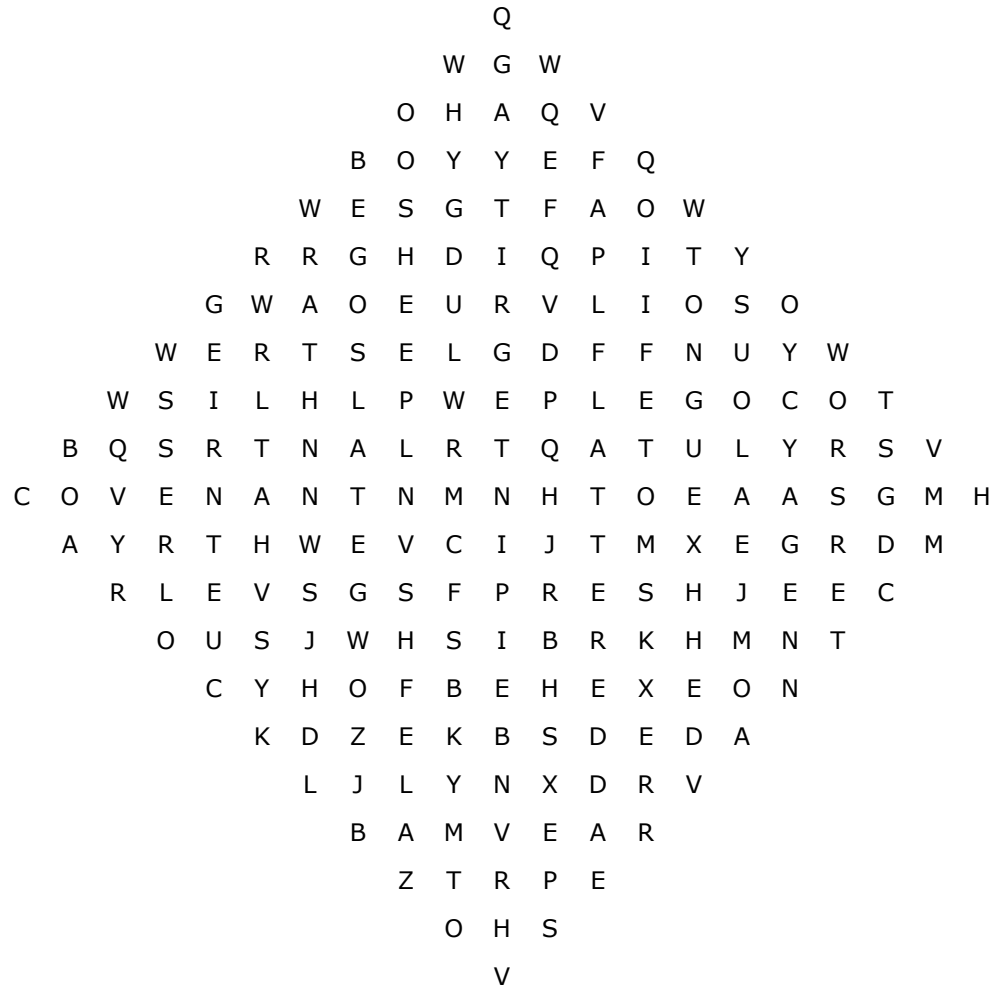 Q
W G W
O H A Q V
B O Y Y E F Q
W E S G T F A O W
R R G H D I Q P I T Y
G W A O E U R V L I O S O
W E R T S E L G D F F N U Y W
W S I L H L P W E P L E G O C O T
B Q S R T N A L R T Q A T U L Y R S V
C O V E N A N T N M N H T O E A A S G M H
A Y R T H W E V C I J T M X E G R D M
R L E V S G S F P R E S H J E E C
O U S J W H S I B R K H M N T
C Y H O F B E H E X E O N
K D Z E K B S D E D A
L J L Y N X D R V
B A M V E A R
Z T R P E
O H S
V